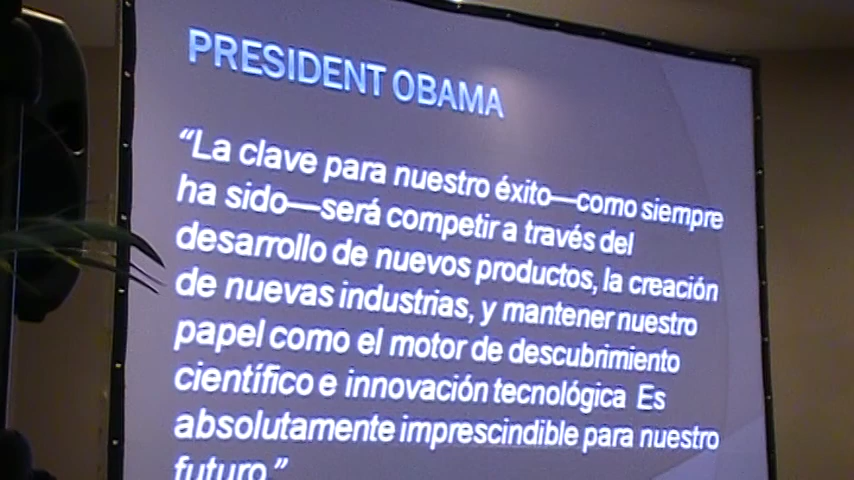 PRESIDENT OBAMA
“La clave para nuestro éxito—como siempre
ha sido—será competir a través del
desarrollo de nuevos productos, la creación
de nuevas industrias, y mantener nuestro
papel como el motor de descubrimiento
científico e innovación tecnológica Es
absolutamente imprescindible para nuestro
futuro.”